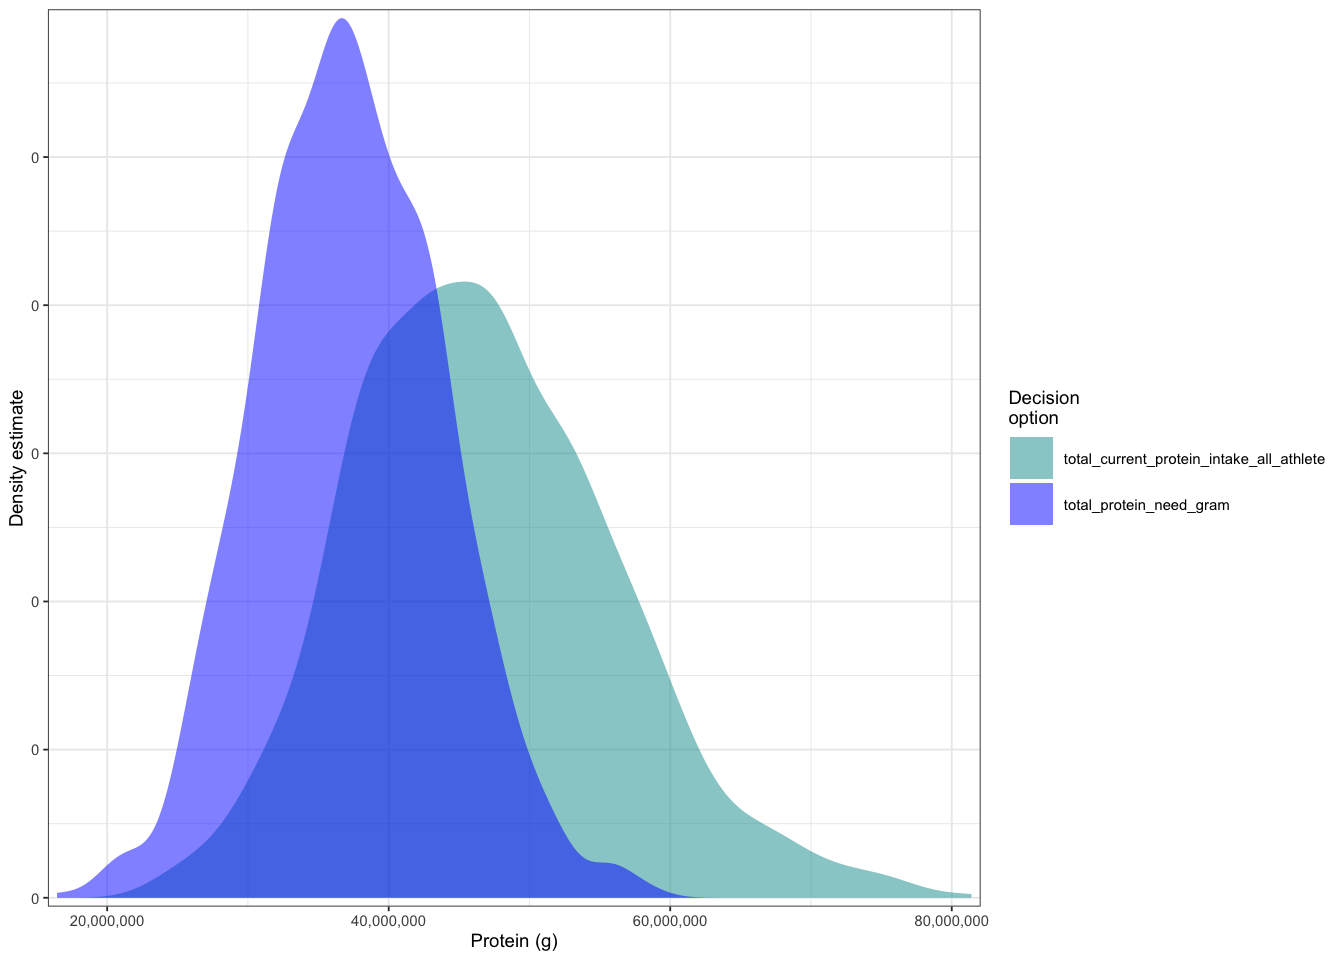 0
0
0
0
0
0
Density estimate
20,000,000
40,000,000
60,000,000
80,000,000
Protein (g)
Decision
option
total_current_protein_intake_all_athlete
total_protein_need_gram